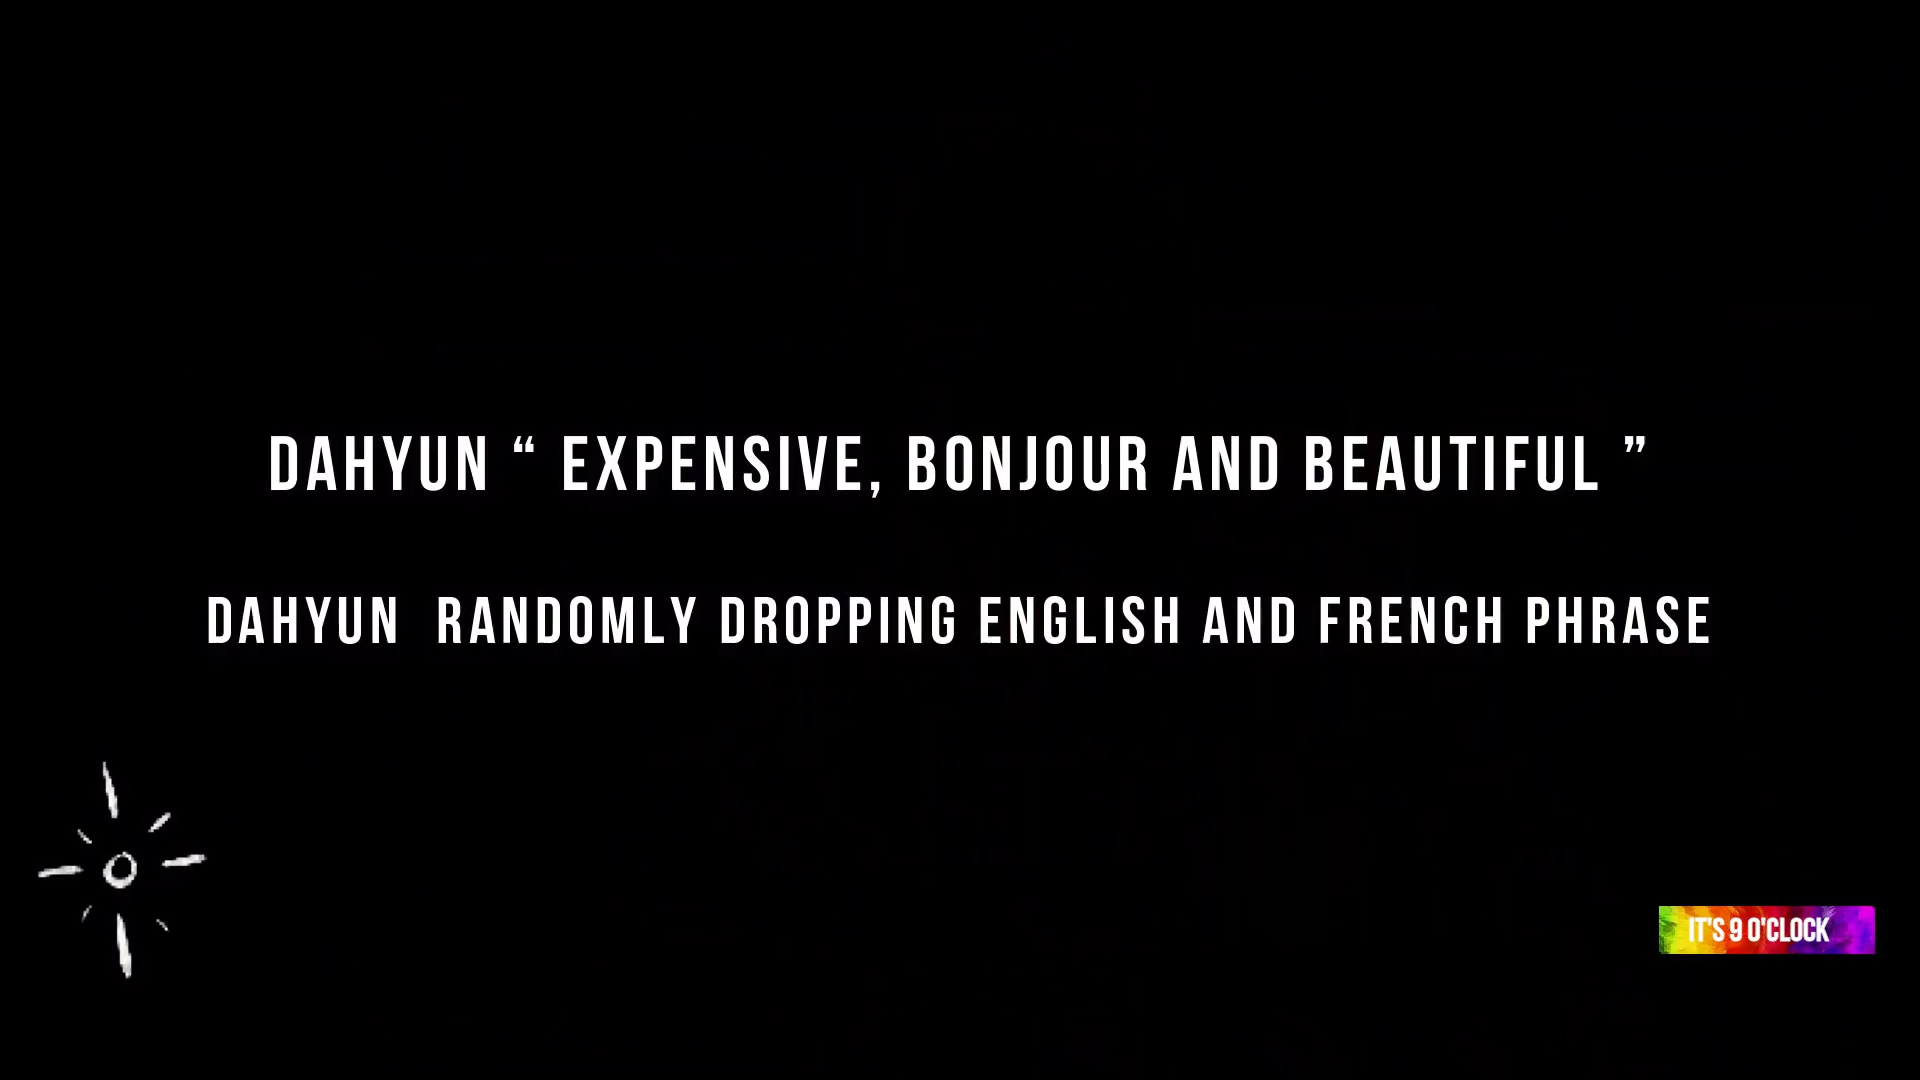 DAHYUN “ EXPENSIVE, BONJOUR AND BEAUTIFUL ”
DAHYUN  RANDOMLY DROPPING ENGLISH AND FRENCH PHRASE
IT'S 9 O'CLOCK